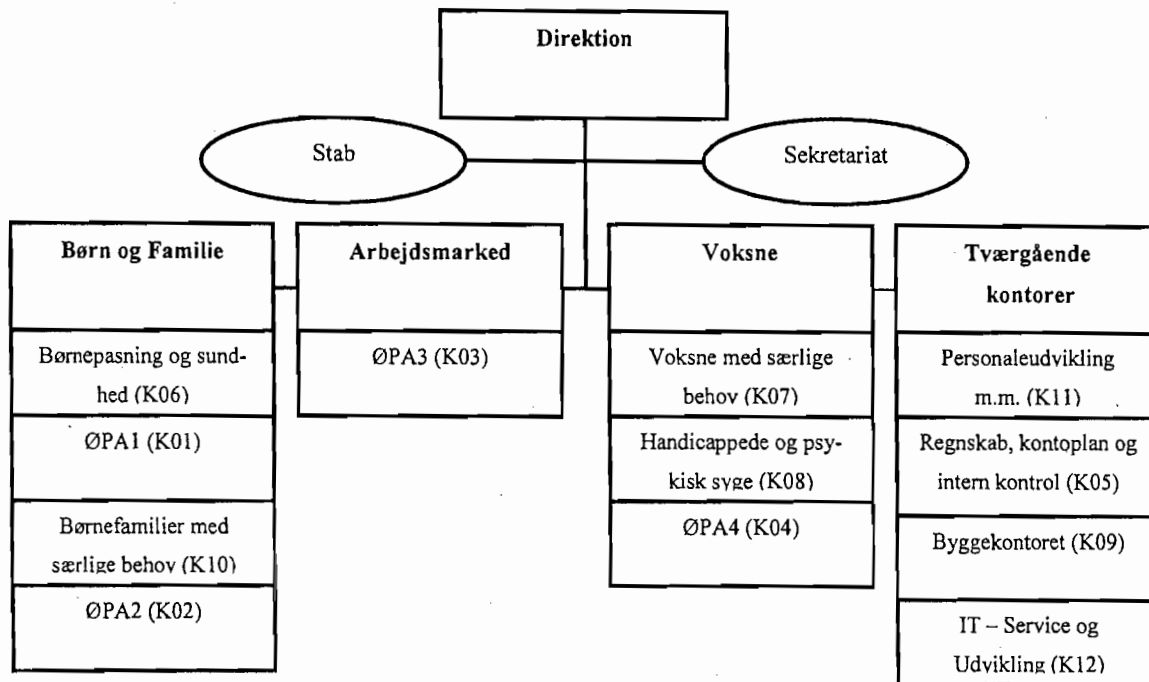 Direktion
Stab
Sekretariat
Børn og Familie
Børnepasning og sund-
hed (K06)
ØPA1 (K01)
Børnefamilier med
særlige behov (K10)
ØPA2 (K02)
Arbejdsmarked
ØPA3 (K03)
Voksne
Voksne med særlige
behov (K07)
Handicappede og psy-
kisk syge (K08)
ØPA4 (K04)
Tværgående
kontorer
Personaleudvikling
m.m. (K11)
Regnskab, kontoplan og
intern kontrol (K05)
Byggekontoret (K09)
IT – Service og
Udvikling (K12)